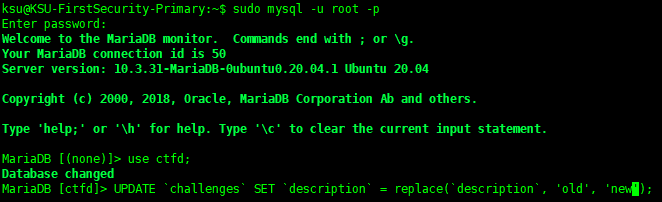 ksu@KSU-FirstSecurity-Primary:~$ sudo mysql -u root -p
Enter password:
Welcome to the MariaDB monitor.  Commands end with ; or \g.
Your MariaDB connection id is 50
Server version: 10.3.31-MariaDB-0ubuntu0.20.04.1 Ubuntu 20.04

Copyright (c) 2000, 2018, Oracle, MariaDB Corporation Ab and others.

Type 'help;' or '\h' for help. Type '\c' to clear the current input statement.

MariaDB [(none)]> use ctfd;
Database changed
MariaDB [ctfd]> UPDATE `challenges` SET `description` = replace(`description`, 'old', 'new');